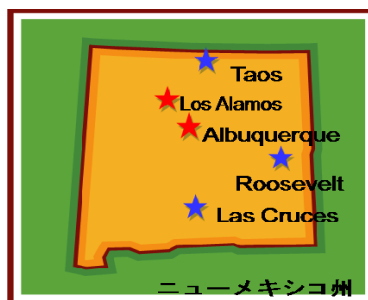 Taos
Los Alamos
Albuquerque
Roosevelt
Las Cruces
ニューメキシコ州